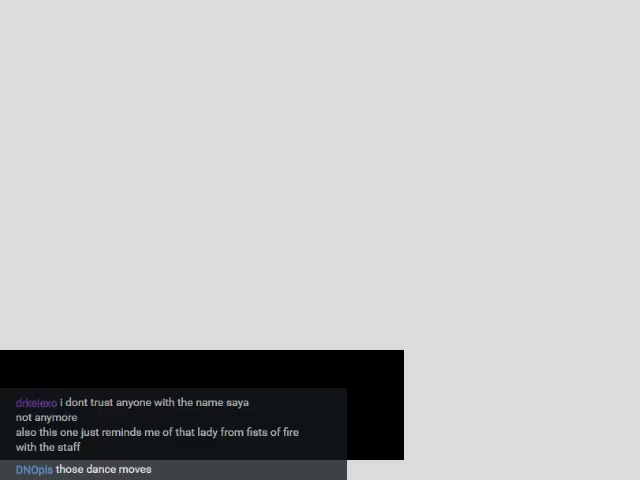 drkelexo i dont trust anyone with the name saya
not anymore
also this one just reminds me of that lady from fists of fire
with the staff
DNOpls those dance moves